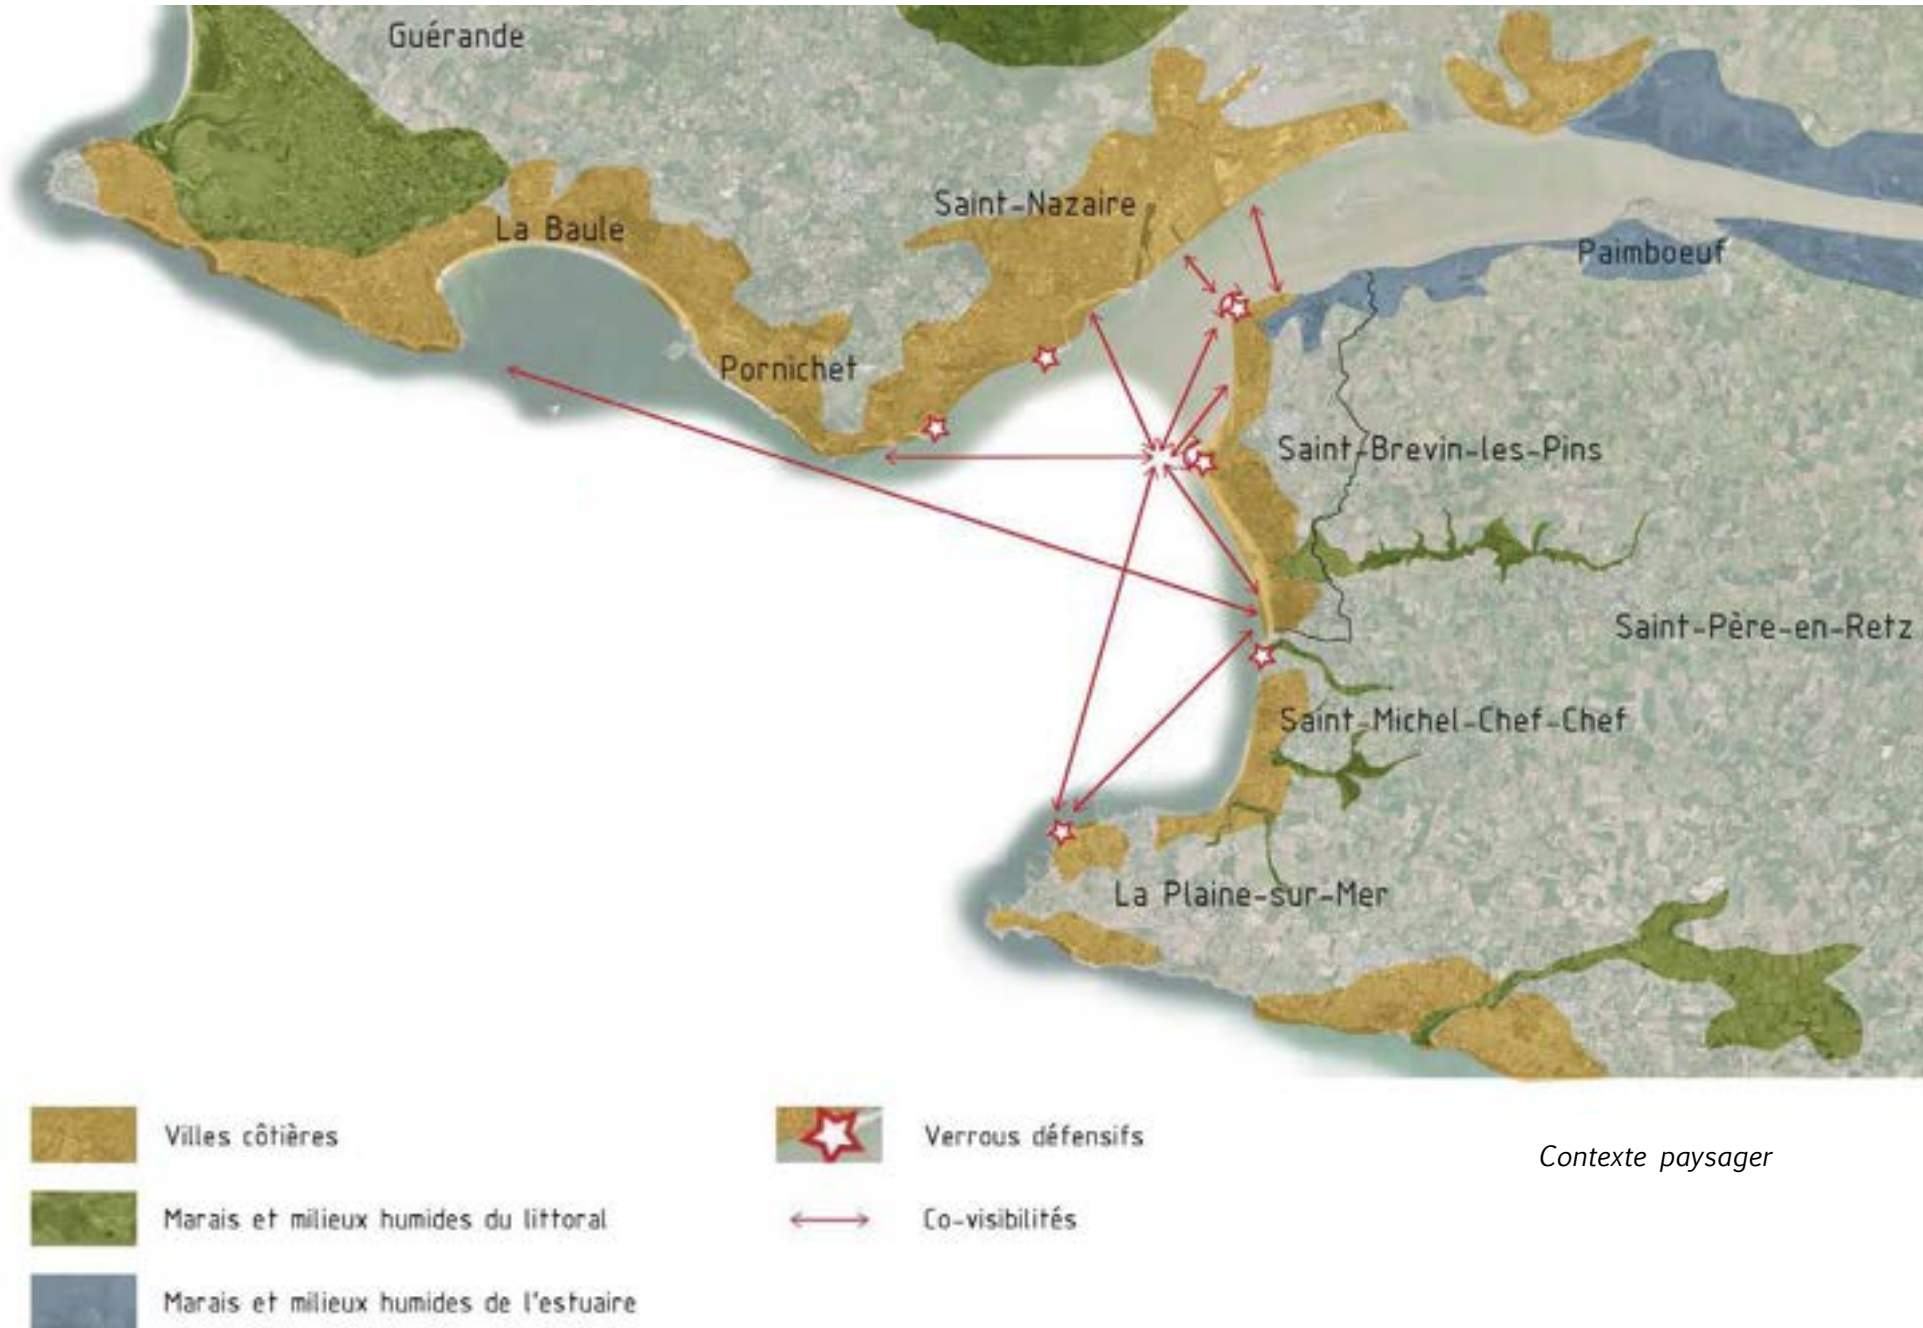 Guérande
Saint-Nazaire
La Baule
Paimboeuf
Pornichet
Saint-Brevin-les-Pins
Saint-Père-en-Retz
Saint-Michel-Chef-Chef
La Plaine-sur-Mer
Villes côtières
Verrous défensifs
Contexte paysager
Marais et milieux humides du littoral
Co-visibilités
Marais et milieux humides de l'estuaire